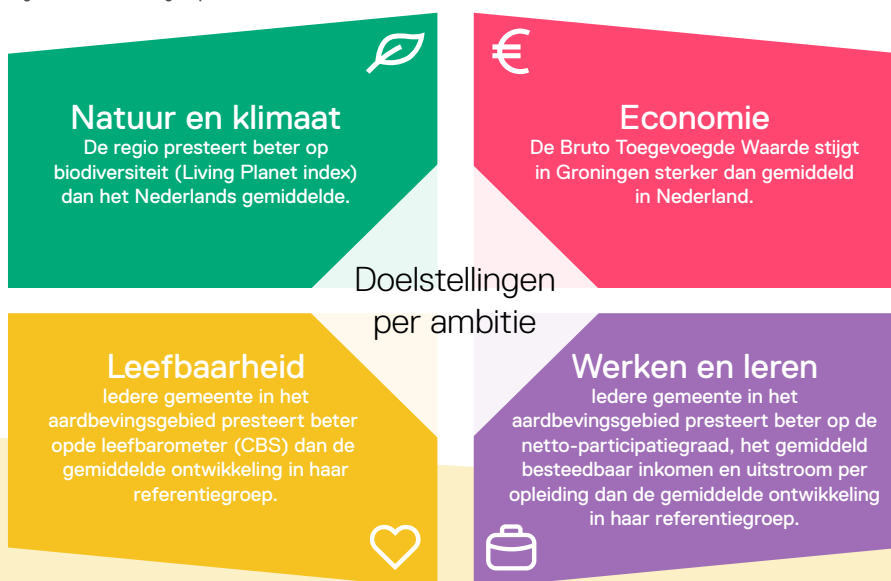 Natuur en klimaat
De regio presteert beter op
biodiversiteit (Living Planet index)
dan het Nederlands gemiddelde.
€
Economie
De Bruto Toegevoegde Waarde stijgt
in Groningen sterker dan gemiddeld
in Nederland.
Doelstellingen
per ambitie
Leefbaarheid
Iedere gemeente in het
aardbevingsgebied presteert beter
opde leefbarometer (CBS) dan de
gemiddelde ontwikkeling in haar
referentiegroep.
Werken en leren
Iedere gemeente in het
aardbevingsgebied presteert beter op de
netto-participatiegraad, het gemiddeld
besteedbaar inkomen en uitstroom per
opleiding dan de gemiddelde ontwikkeling
in haar referentiegroep.